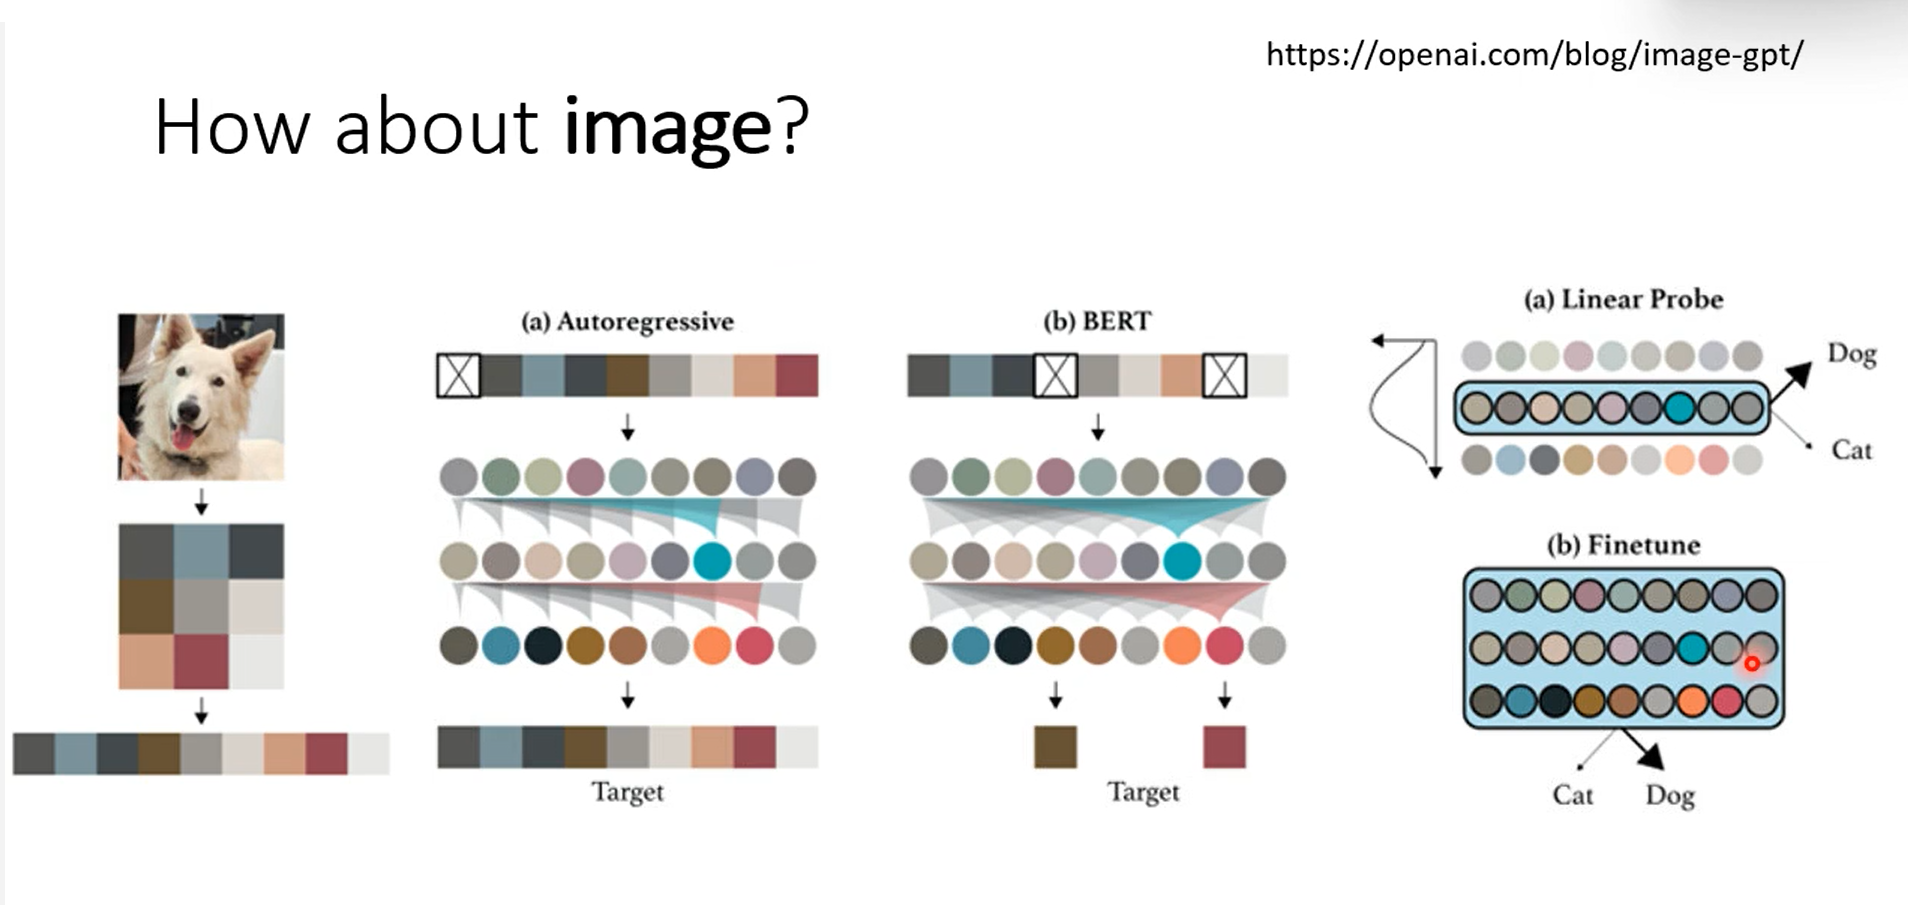 https://openai.com/blog/image-gpt/
How about image?
(a) Autoregressive
Target
(b) BERT
Target
(a) Linear Probe
Dog
Cat
(b) Finetune
Cat
Dog